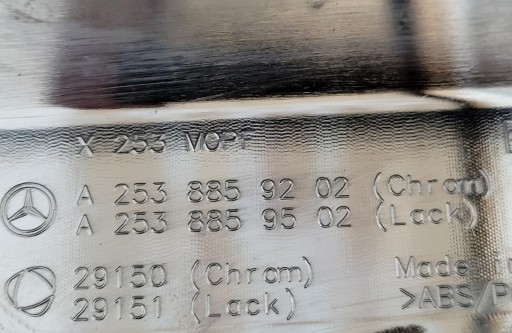 X 253 MOPF
A 253 885 92 02 (Chrom)
A 253 885 95 02 (Lack)
29150 (Chrom) Made
29151 (Lack) >ABS/P